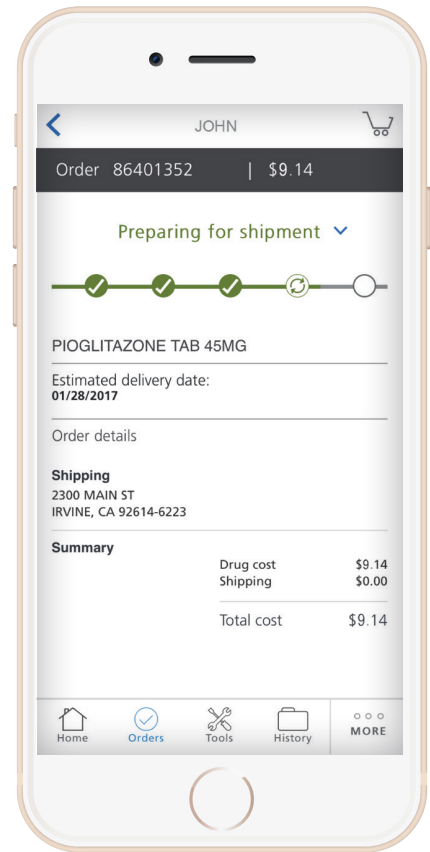 JOHN
Order 86401352 | $9.14
Preparing for shipment
PIOGLITAZONE TAB 45MG
Estimated delivery date:
01/28/2017
Order details
Shipping
2300 MAIN ST
IRVINE, CA 92614-6223
Summary
Drug cost $9.14
Shipping $0.00
Total cost $9.14
Home Orders Tools History MORE